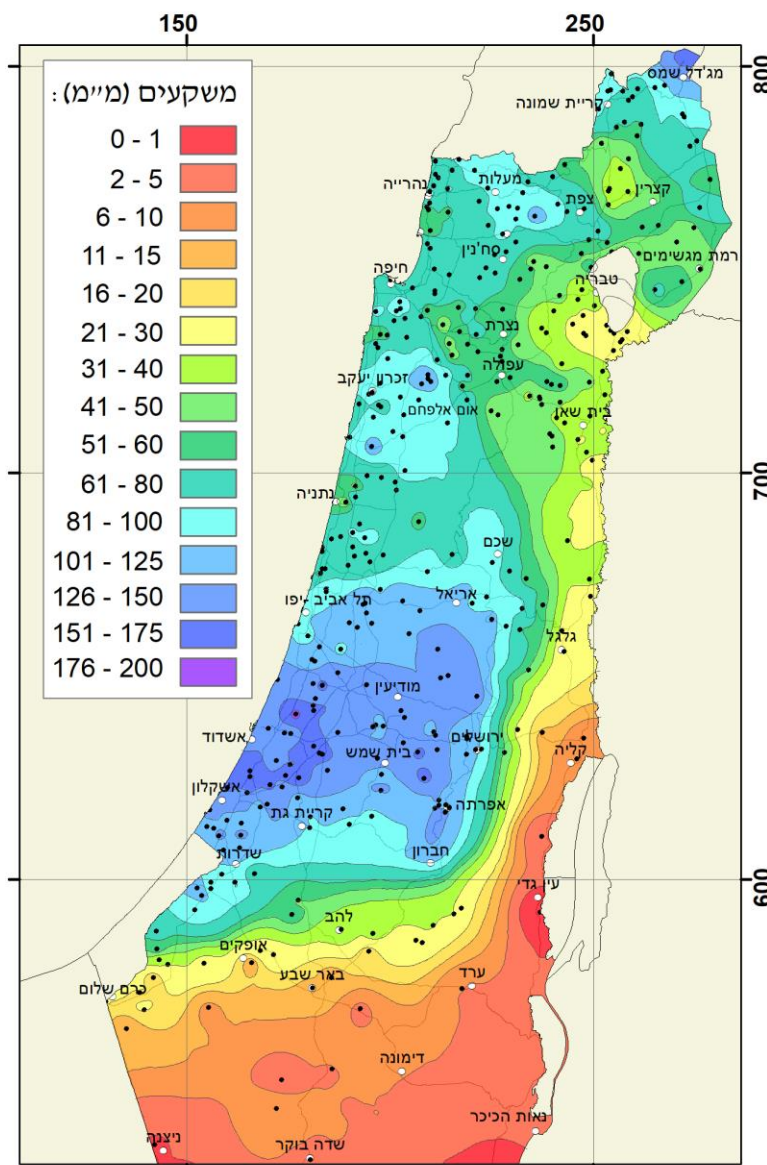 150
250
800
מג'דל שמס
משקעים (מ״מ):
קריית שמונה
0 - 1
2 - 5
6 - 10
11 - 15
16 - 20
21 - 30
31 - 40
41 - 50
51 - 60
61 - 80
81 - 100
101 - 125
126 - 150
151 - 175
176 - 200
נהרייה
מעלות
צפת
קצרין
סח'נין
רמת מגשימים
חיפה
טבריה
נצרת
עפולה
זכרון יעקב
אום אלפחם
בית שאן
700
נתניה
שכם
תל אביב -יפו
אריאל
גלגל
מודיעין
אשדוד
ירושלים
קליה
בית שמש
אשקלון
אפרתה
קריית גת
שדרות
חברון
600
עין גדי
להב
אופקים
כרם שלום
באר שבע
ערד
דימונה
נאות הכיכר
ניצנה
שדה בוקר